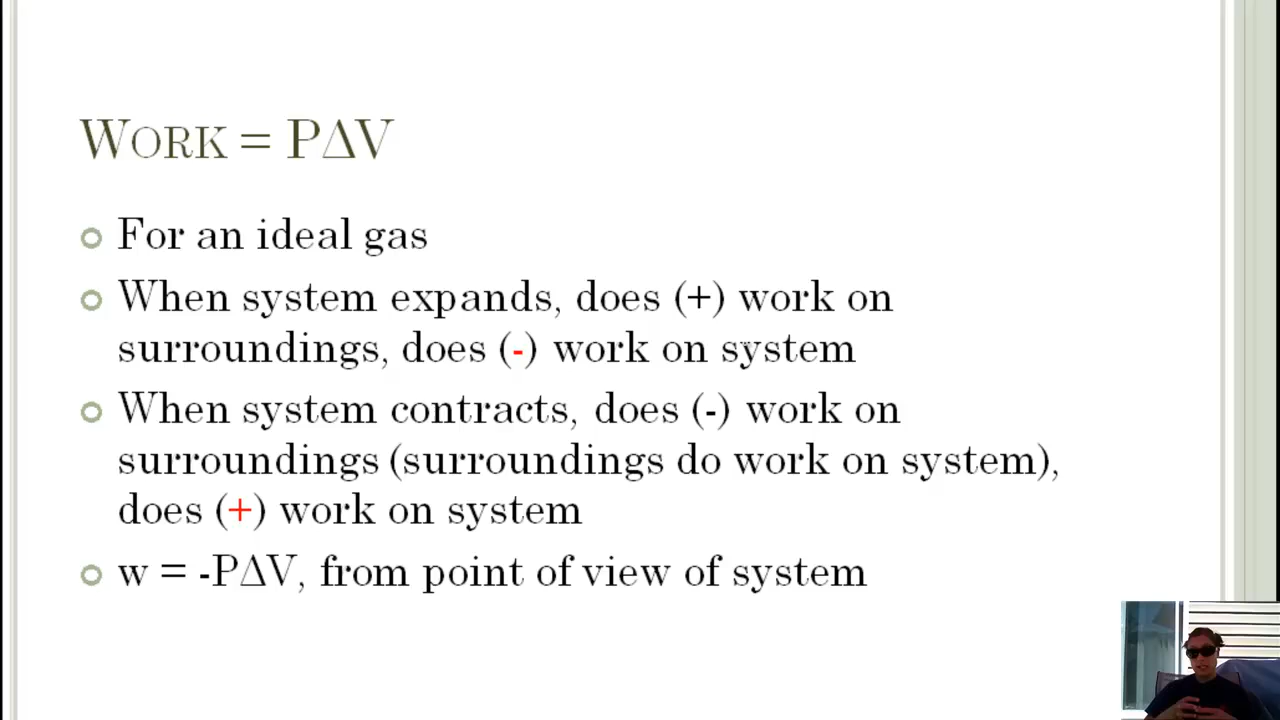 WORK = PΔV
For an ideal gas
When system expands, does (+) work on
surroundings, does (-) work on system
When system contracts, does (-) work on
surroundings (surroundings do work on system),
does (+) work on system
w = -PΔV, from point of view of system